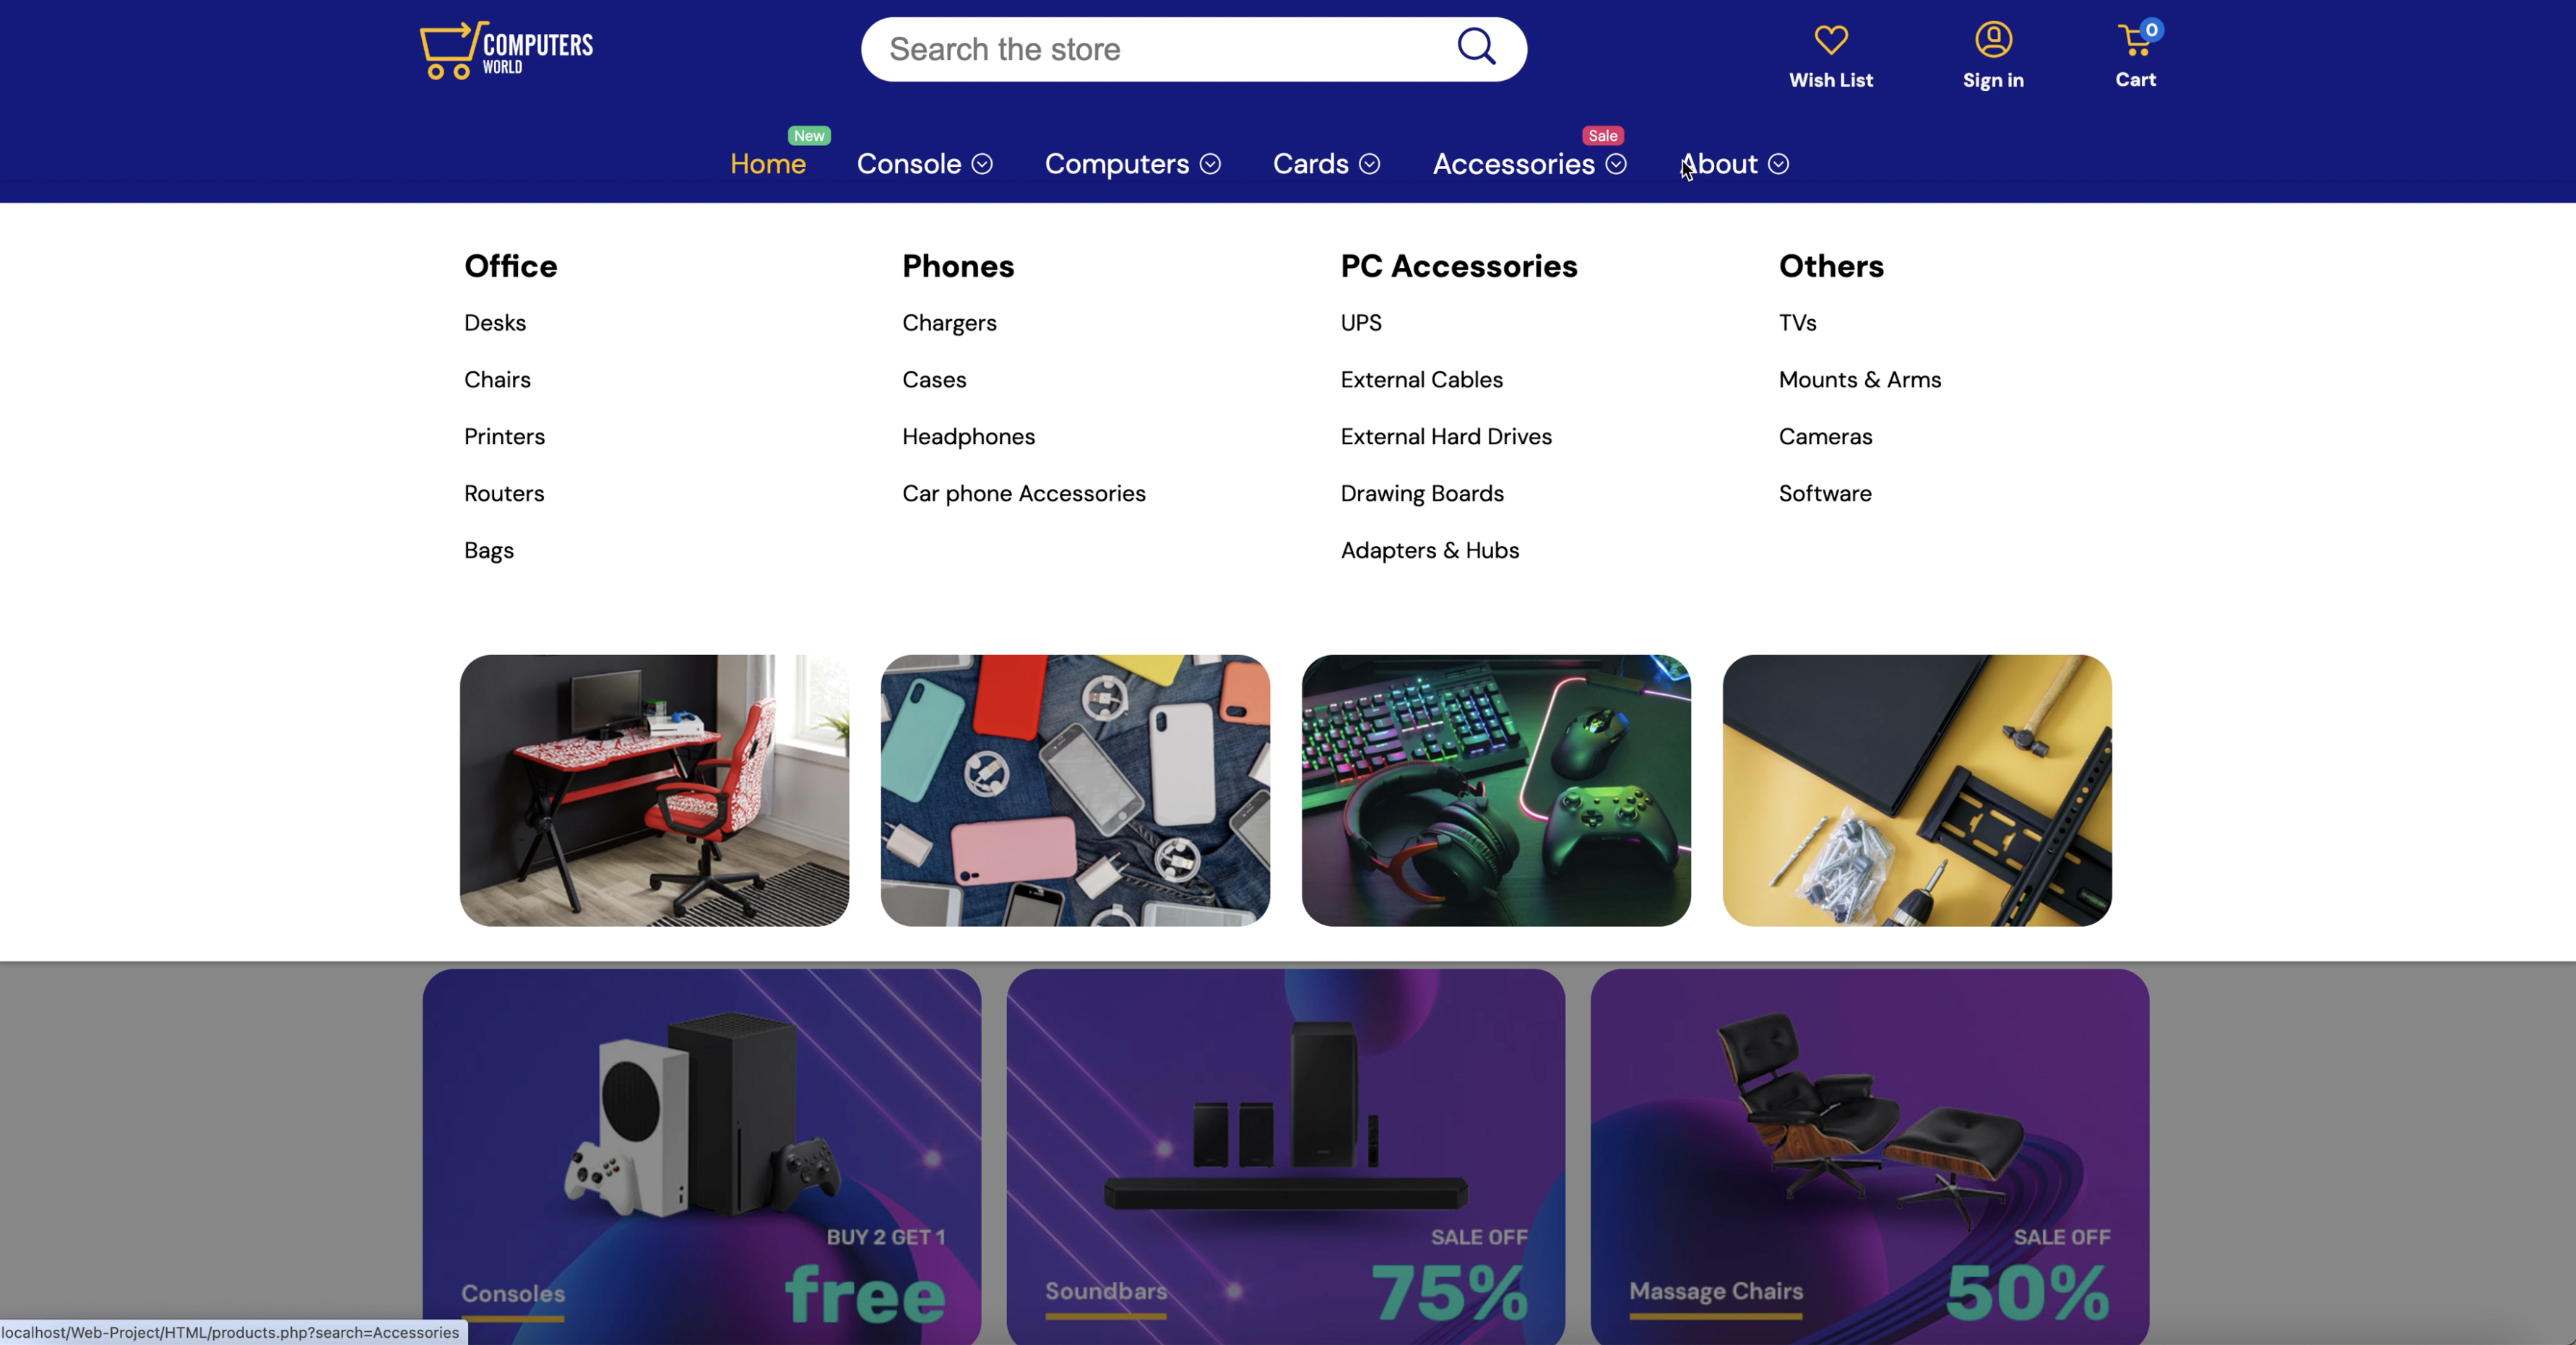 COMPUTERS
WORLD
Search the store
Wish List
Sign in
0
Cart
New
Sale
Home
Console
Computers
Cards
Accessories
About
Office
Desks
Chairs
Printers
Routers
Bags
Phones
Chargers
Cases
Headphones
Car phone Accessories
PC Accessories
UPS
External Cables
External Hard Drives
Drawing Boards
Adapters & Hubs
Others
TVs
Mounts & Arms
Cameras
Software
BUY 2 GET 1
free
Consoles
SALE OFF
75%
Soundbars
SALE OFF
50%
Massage Chairs
localhost/Web-Project/HTML/products.php?search=Accessories